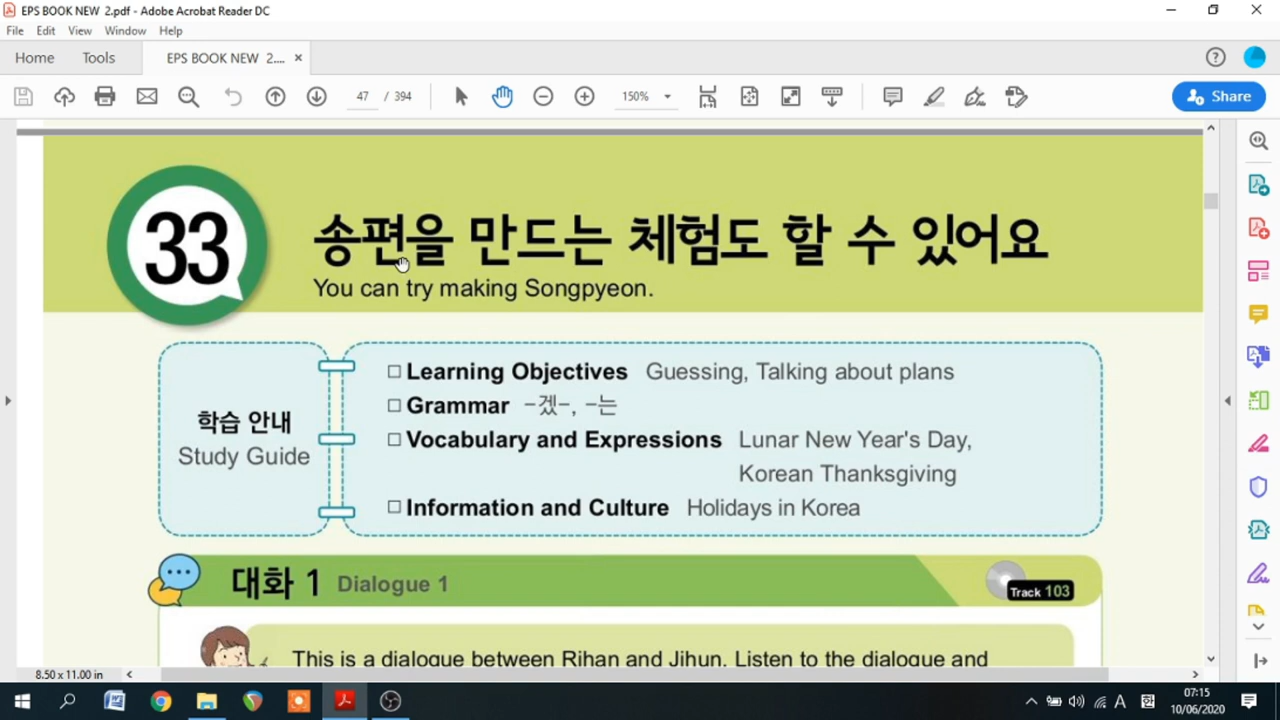 EPS BOOK NEW 2.pdf - Adobe Acrobat Reader DC
File Edit View Window Help
Home Tools EPS BOOK NEW 2....
47 / 394 150% Share
33
송편을 만드는 체험도 할 수 있어요
You can try making Songpyeon.
학습 안내
Study Guide
□ Learning Objectives Guessing, Talking about plans
□ Grammar -겠-, -는
□ Vocabulary and Expressions Lunar New Year's Day,
Korean Thanksgiving
□ Information and Culture Holidays in Korea
대화 1 Dialogue 1
Track 103
This is a dialogue between Rihan and Jihun. Listen to the dialogue and
8.50 x 11.00 in
A 한 07:15
10/06/2020